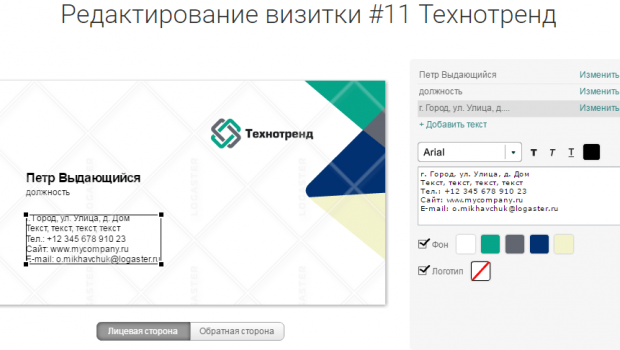 Редактирование визитки #11 Технотренд
Технотренд
Петр Выдающийся
должность
г. Город, ул. Улица, д. Дом
Текст, текст, текст, текст
Тел.: +12 345 678 910 23
Сайт: www.mycompany.ru
E-mail: o.mikhavchuk@logaster.ru
Лицевая сторона
Обратная сторона
Петр Выдающийся Изменить
должность Изменить
г. Город, ул. Улица, д.... Изменить
+ Добавить текст
Arial T T T
г. Город, ул. Улица, д. Дом
Текст, текст, текст, текст
Тел.: +12 345 678 910 23
Сайт: www.mycompany.ru
E-mail: o.mikhavchuk@logaster.ru
Фон
Логотип